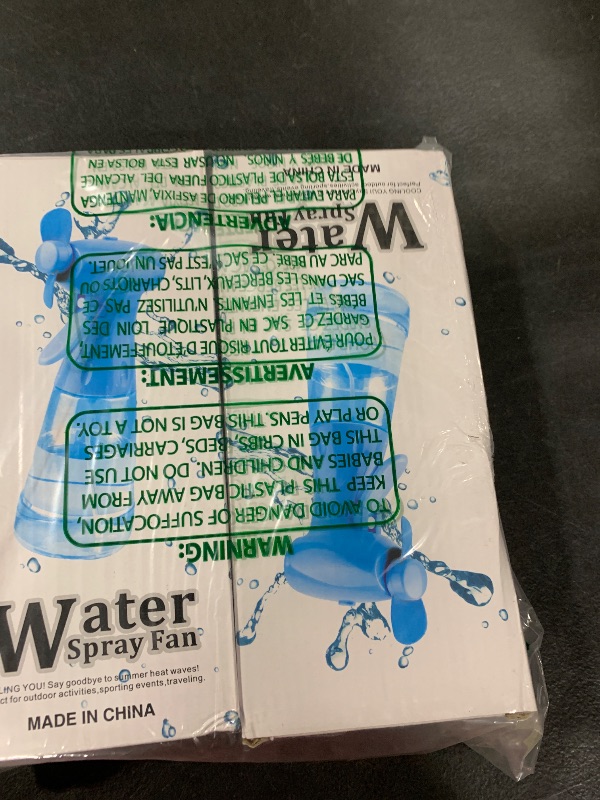 WARNING:
TO AVOID DANGER OF SUFFOCATION,
KEEP THIS PLASTIC BAG AWAY FROM
BABIES AND CHILDREN. DO NOT USE
THIS BAG IN CRIBS, BEDS, CARRIAGES
OR PLAY PENS. THIS BAG IS NOT A TOY.
AVERTISSEMENT:
POUR ÉVITER TOUT RISQUE D'ÉTOUFFEMENT,
GARDEZ CE SAC EN PLASTIQUE LOIN DES
BÉBÉS ET LES ENFANTS. N'UTILISEZ PAS CE
SAC DANS LES BERCEAUX, LITS, CHARIOTS OU
PARC AU BÉBÉ. CE SAC N'EST PAS UN JOUET.
ADVERTENCIA:
PARA EVITAR EL PELIGRO DE ASFIXIA, MANTENGA
ESTA BOLSA DE PLASTICO FUERA DEL ALCANCE
DE BEBES Y NIÑOS. NO USAR ESTA BOLSA EN
Water
Spray
MADE IN CHINA
Water
Spray Fan
LING YOU! Say goodbye to summer heat waves!
ct for outdoor activities,sporting events,traveling.
MADE IN CHINA